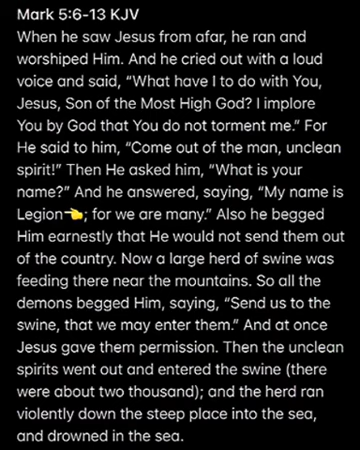 Mark 5:6-13 KJV
When he saw Jesus from afar, he ran and
worshiped Him. And he cried out with a loud
voice and said, “What have I to do with You,
Jesus, Son of the Most High God? I implore
You by God that You do not torment me.” For
He said to him, “Come out of the man, unclean
spirit!” Then He asked him, “What is your
name?” And he answered, saying, “My name is
Legion👈; for we are many.” Also he begged
Him earnestly that He would not send them out
of the country. Now a large herd of swine was
feeding there near the mountains. So all the
demons begged Him, saying, “Send us to the
swine, that we may enter them.” And at once
Jesus gave them permission. Then the unclean
spirits went out and entered the swine (there
were about two thousand); and the herd ran
violently down the steep place into the sea,
and drowned in the sea.